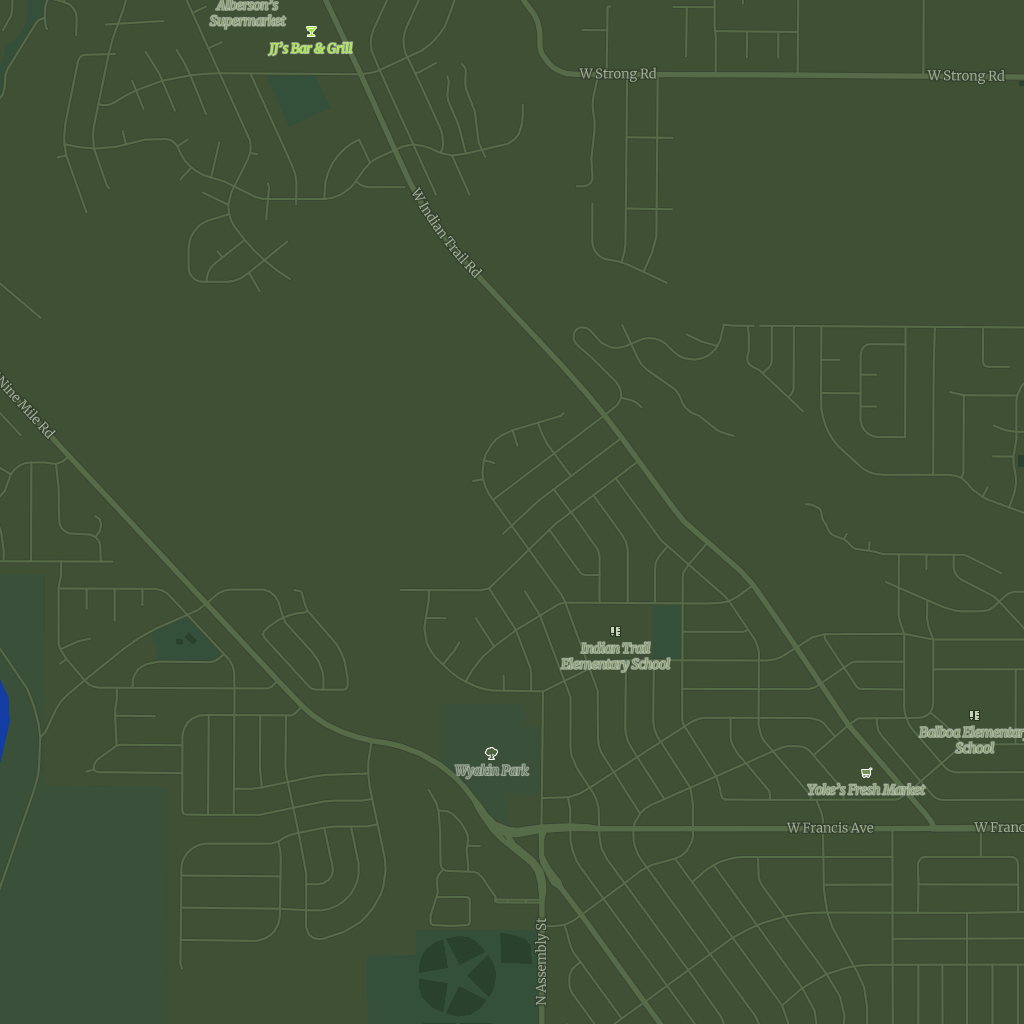 Alberson's
Supermarket
JJ's Bar & Grill
W Strong Rd
W Strong Rd
W Indian Trail Rd
Nine Mile Rd
Indian Trail
Elementary School
Balboa Elementary
School
Wyakin Park
Yoke's Fresh Market
W Francis Ave
W Franc
N Assembly St